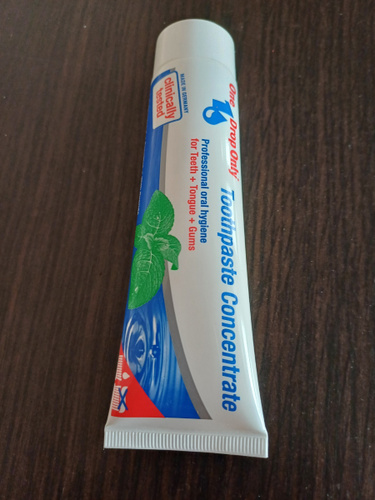 One Drop Only
Toothpaste Concentrate
Professional oral hygiene
for Teeth + Tongue + Gums
MADE IN GERMANY
clinically
tested